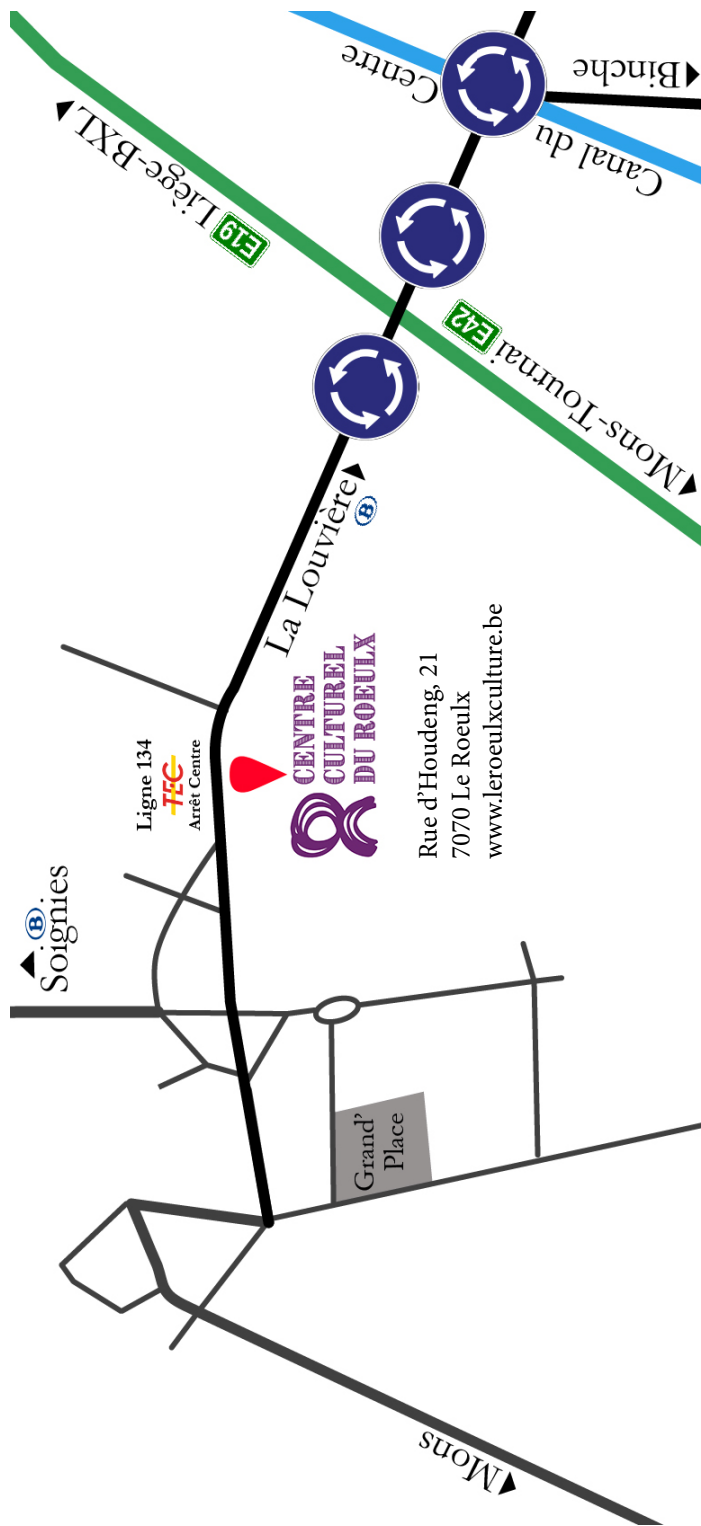 Soignies
B
Ligne 134
TEC
Arrêt Centre
Liège-BXL
E19
E42
Mons-Tournai
Canal du
Centre
Binche
La Louvière
B
CENTRE
CULTUREL
DU ROEULX
Rue d'Houdeng, 21
7070 Le Roeulx
www.leroeulxculture.be
Grand'
Place
Mons